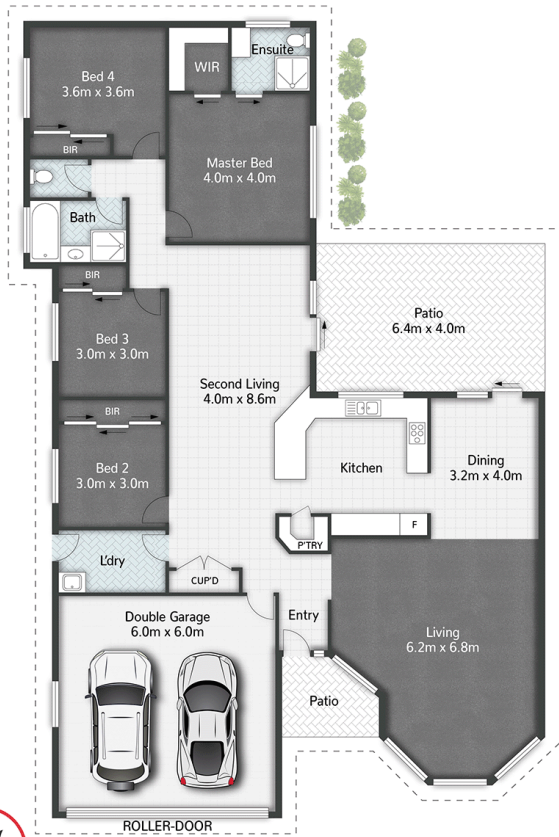 Bed 4
3.6m x 3.6m
WIR
Ensuite
BIR
Master Bed
4.0m x 4.0m
Bath
BIR
Bed 3
3.0m x 3.0m
Patio
6.4m x 4.0m
Second Living
4.0m x 8.6m
BIR
Bed 2
3.0m x 3.0m
Kitchen
Dining
3.2m x 4.0m
F
P'TRY
L'dry
CUP'D
Double Garage
6.0m x 6.0m
Entry
Living
6.2m x 6.8m
Patio
ROLLER-DOOR